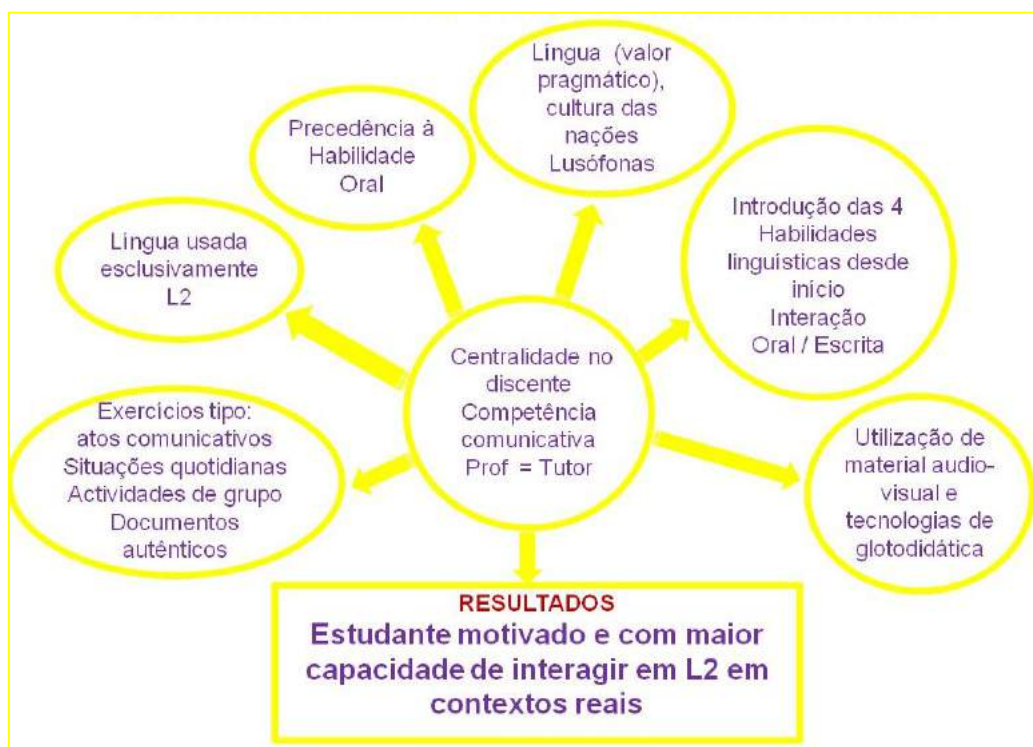 Língua (valor
pragmático),
cultura das
nações
Lusófonas
Precedência à
Habilidade
Oral
Introdução das 4
Habilidades
linguísticas desde
início
Interação
Oral / Escrita
Língua usada
esclusivamente
L2
Centralidade no
discente
Competência
comunicativa
Prof = Tutor
Exercícios tipo:
atos comunicativos
Situações quotidianas
Actividades de grupo
Documentos
autênticos
Utilização de
material audio-
visual e
tecnologias de
glotodidática
RESULTADOS
Estudante motivado e com maior
capacidade de interagir em L2 em
contextos reais